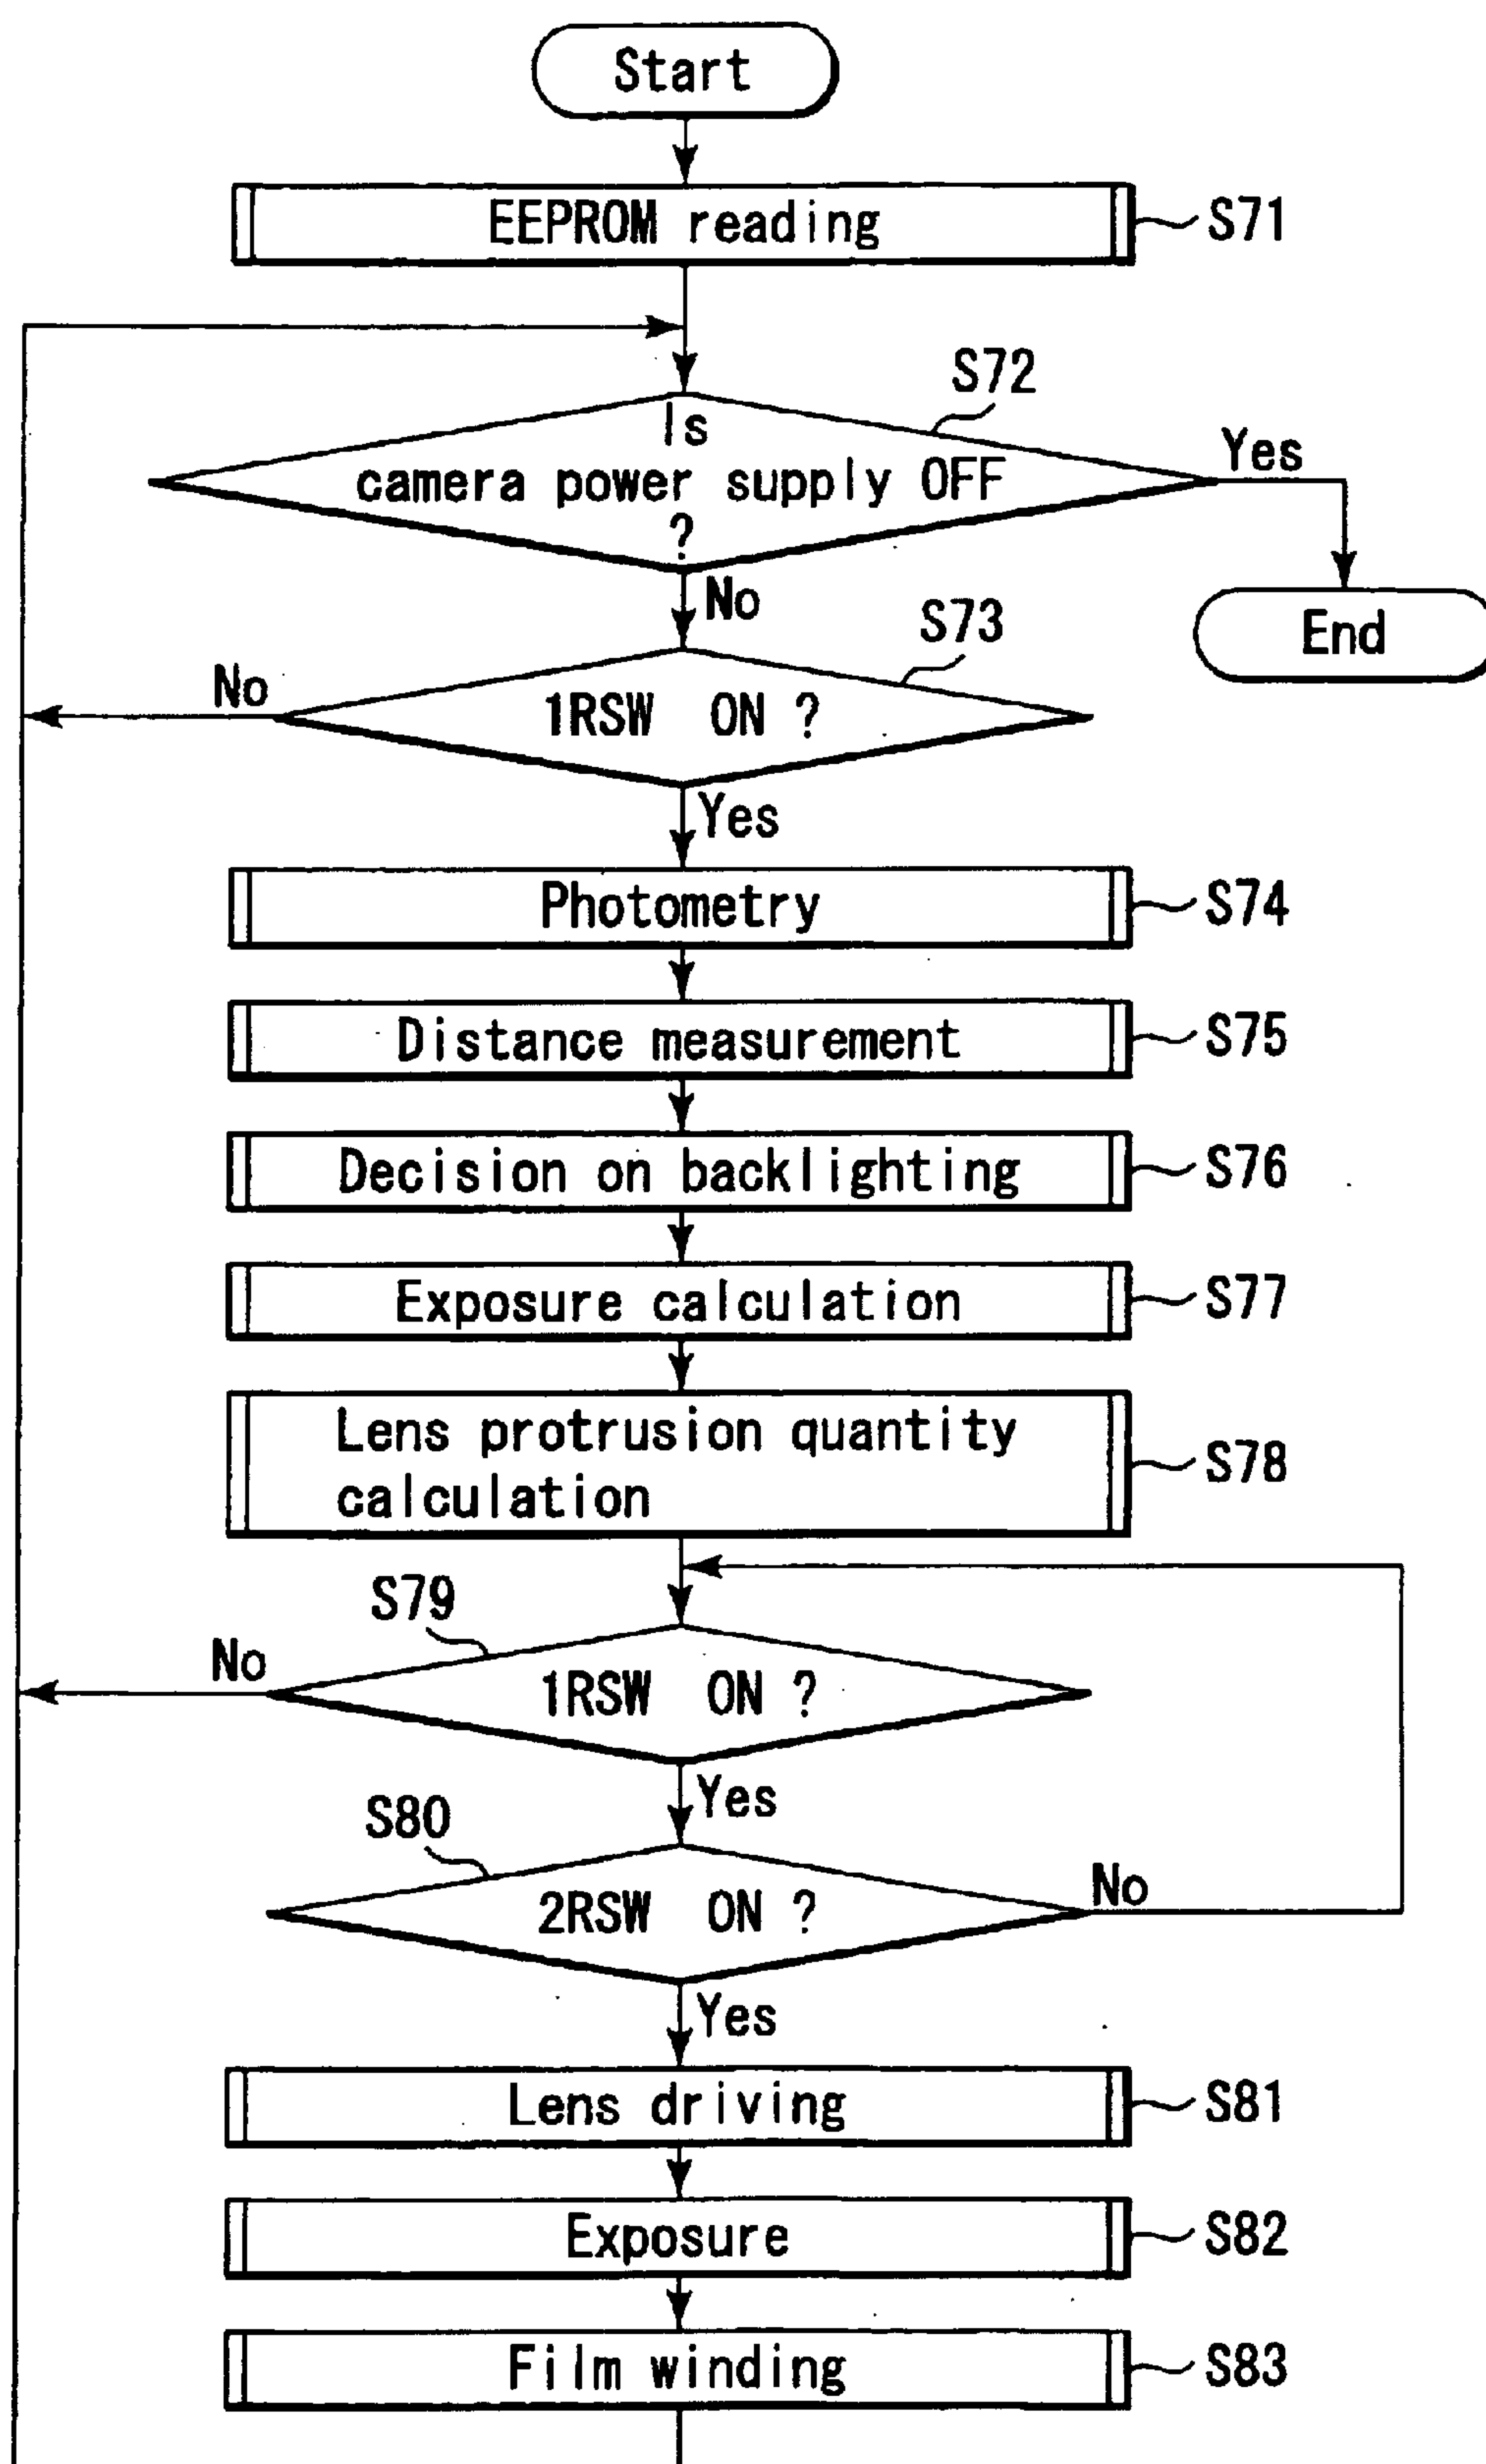 Start
EEPROM reading
S71
S72
Is
camera power supply OFF
?
Yes
No
End
S73
No
1RSW ON ?
Yes
Photometry
S74
Distance measurement
S75
Decision on backlighting
S76
Exposure calculation
S77
Lens protrusion quantity
calculation
S78
S79
No
1RSW ON ?
Yes
S80
2RSW ON ?
No
Yes
Lens driving
S81
Exposure
S82
Film winding
S83